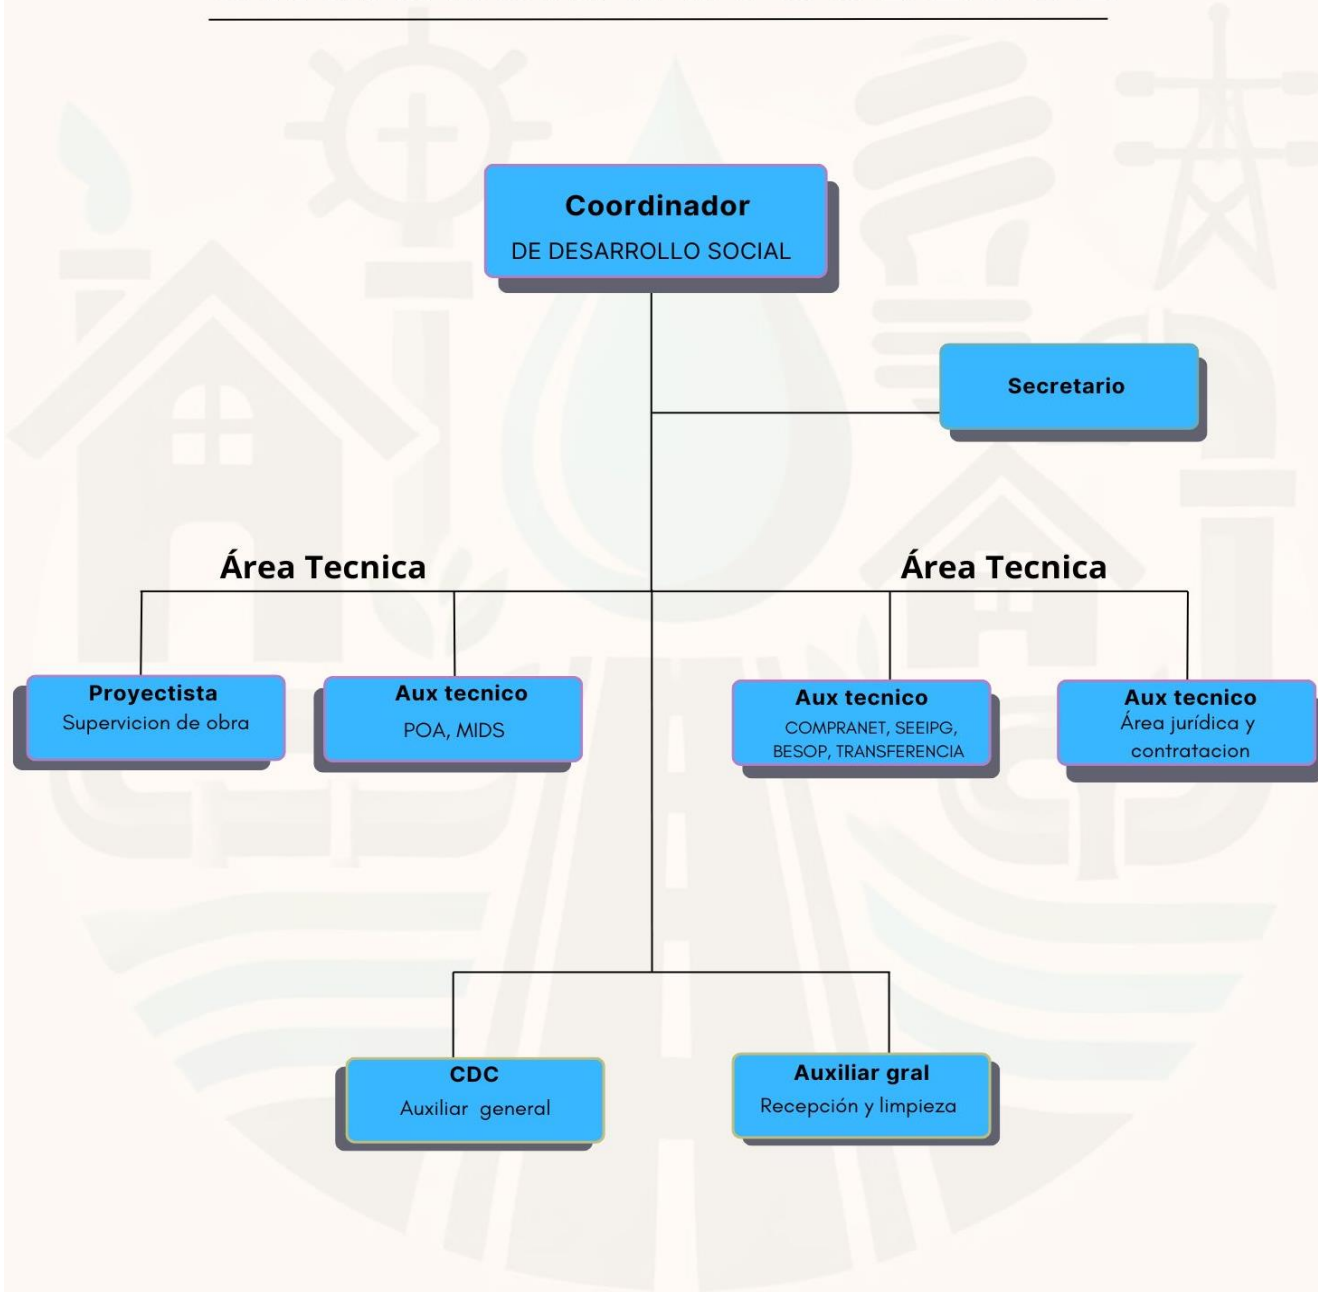 Coordinador
DE DESARROLLO SOCIAL
Secretario
Área Tecnica
Área Tecnica
Proyectista
Supervicion de obra
Aux tecnico
POA, MIDS
Aux tecnico
COMPRANET, SEEIPG,
BESOP, TRANSFERENCIA
Aux tecnico
Área jurídica y
contratacion
CDC
Auxiliar general
Auxiliar gral
Recepción y limpieza